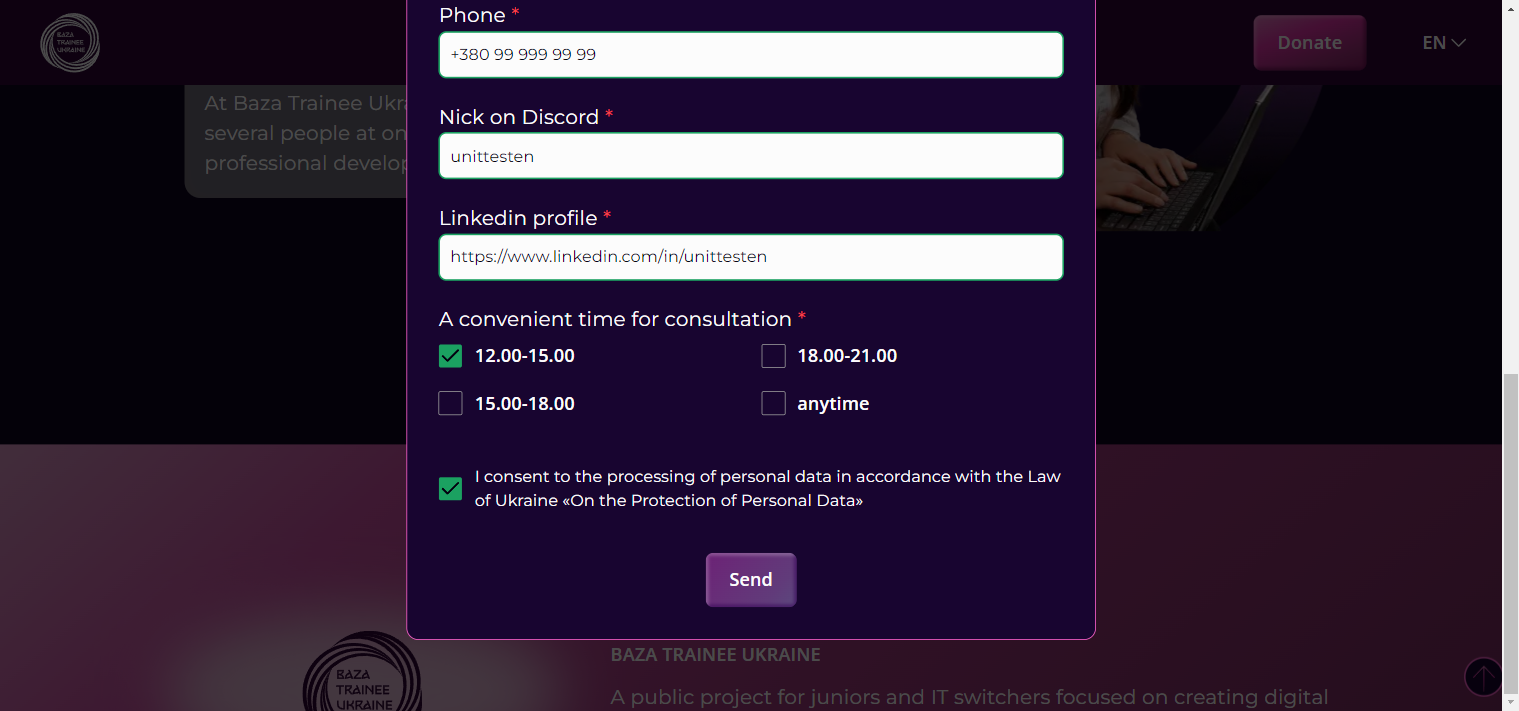 BAZA
TRAINEE
UKRAINE
Donate
EN
At Baza Trainee Ukra
several people at on
professional develop
Phone *
+380 99 999 99 99
Nick on Discord *
unittesten
Linkedin profile *
https://www.linkedin.com/in/unittesten
A convenient time for consultation *
12.00-15.00
18.00-21.00
15.00-18.00
anytime
I consent to the processing of personal data in accordance with the Law
of Ukraine «On the Protection of Personal Data»
Send
BAZA
TRAINEE
UKRAINE
BAZA TRAINEE UKRAINE
A public project for juniors and IT switchers focused on creating digital